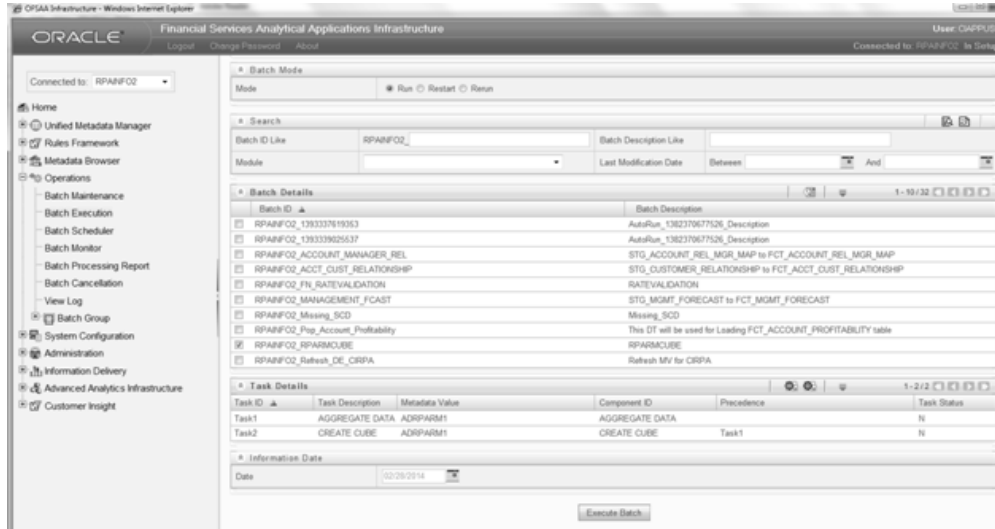 OFSAA Infrastructure - Windows Internet Explorer
ORACLE
Financial Services Analytical Applications Infrastructure
User: CIAPPUS
Logout Change Password About
Connected to: RPAINFO2 In Setup
Connected to: RPAINFO2
Home
Unified Metadata Manager
Rules Framework
Metadata Browser
Operations
Batch Maintenance
Batch Execution
Batch Scheduler
Batch Monitor
Batch Processing Report
Batch Cancellation
View Log
Batch Group
System Configuration
Administration
Information Delivery
Advanced Analytics Infrastructure
Customer Insight
Batch Mode
Mode Run Restart Rerun
Search
Batch ID Like RPAINFO2_ Batch Description Like
Module Last Modification Date Between And
Batch Details 1 - 10 / 32
Batch ID Batch Description
RPAINFO2_1393337619353 AutoRun_1382370677526_Description
RPAINFO2_1393339025537 AutoRun_1382370677526_Description
RPAINFO2_ACCOUNT_MANAGER_REL STG_ACCOUNT_REL_MGR_MAP to FCT_ACCOUNT_REL_MGR_MAP
RPAINFO2_ACCT_CUST_RELATIONSHIP STG_CUSTOMER_RELATIONSHIP to FCT_ACCT_CUST_RELATIONSHIP
RPAINFO2_FN_RATEVALIDATION RATEVALIDATION
RPAINFO2_MANAGEMENT_FCAST STG_MGMT_FORECAST to FCT_MGMT_FORECAST
RPAINFO2_Missing_SCD Missing_SCD
RPAINFO2_Pop_Account_Profitability This DT will be used for Loading FCT_ACCOUNT_PROFITABILITY table
RPAINFO2_RPARMCUBE RPARMCUBE
RPAINFO2_Refresh_DE_CIRPA Refresh MV for CIRPA
Task Details 1 - 2 / 2
Task ID Task Description Metadata Value Component ID Precedence Task Status
Task1 AGGREGATE DATA ADRPARM1 AGGREGATE DATA N
Task2 CREATE CUBE ADRPARM1 CREATE CUBE Task1 N
Information Date
Date 02/28/2014
Execute Batch